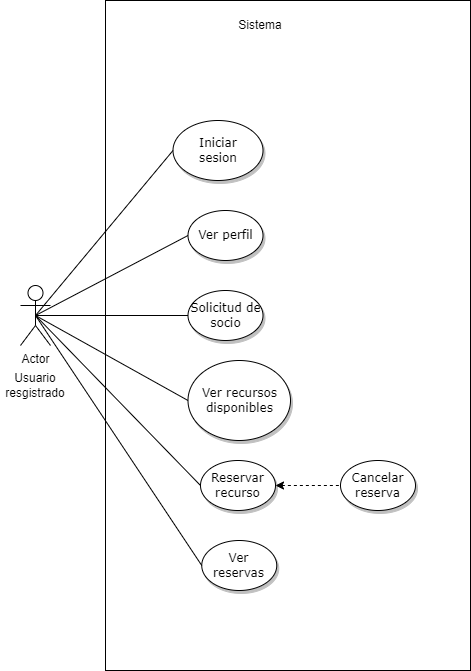 Sistema
Iniciar
sesion
Ver perfil
Solicitud de
socio
Actor
Usuario
resgistrado
Ver recursos
disponibles
Reservar
recurso
Cancelar
reserva
Ver
reservas